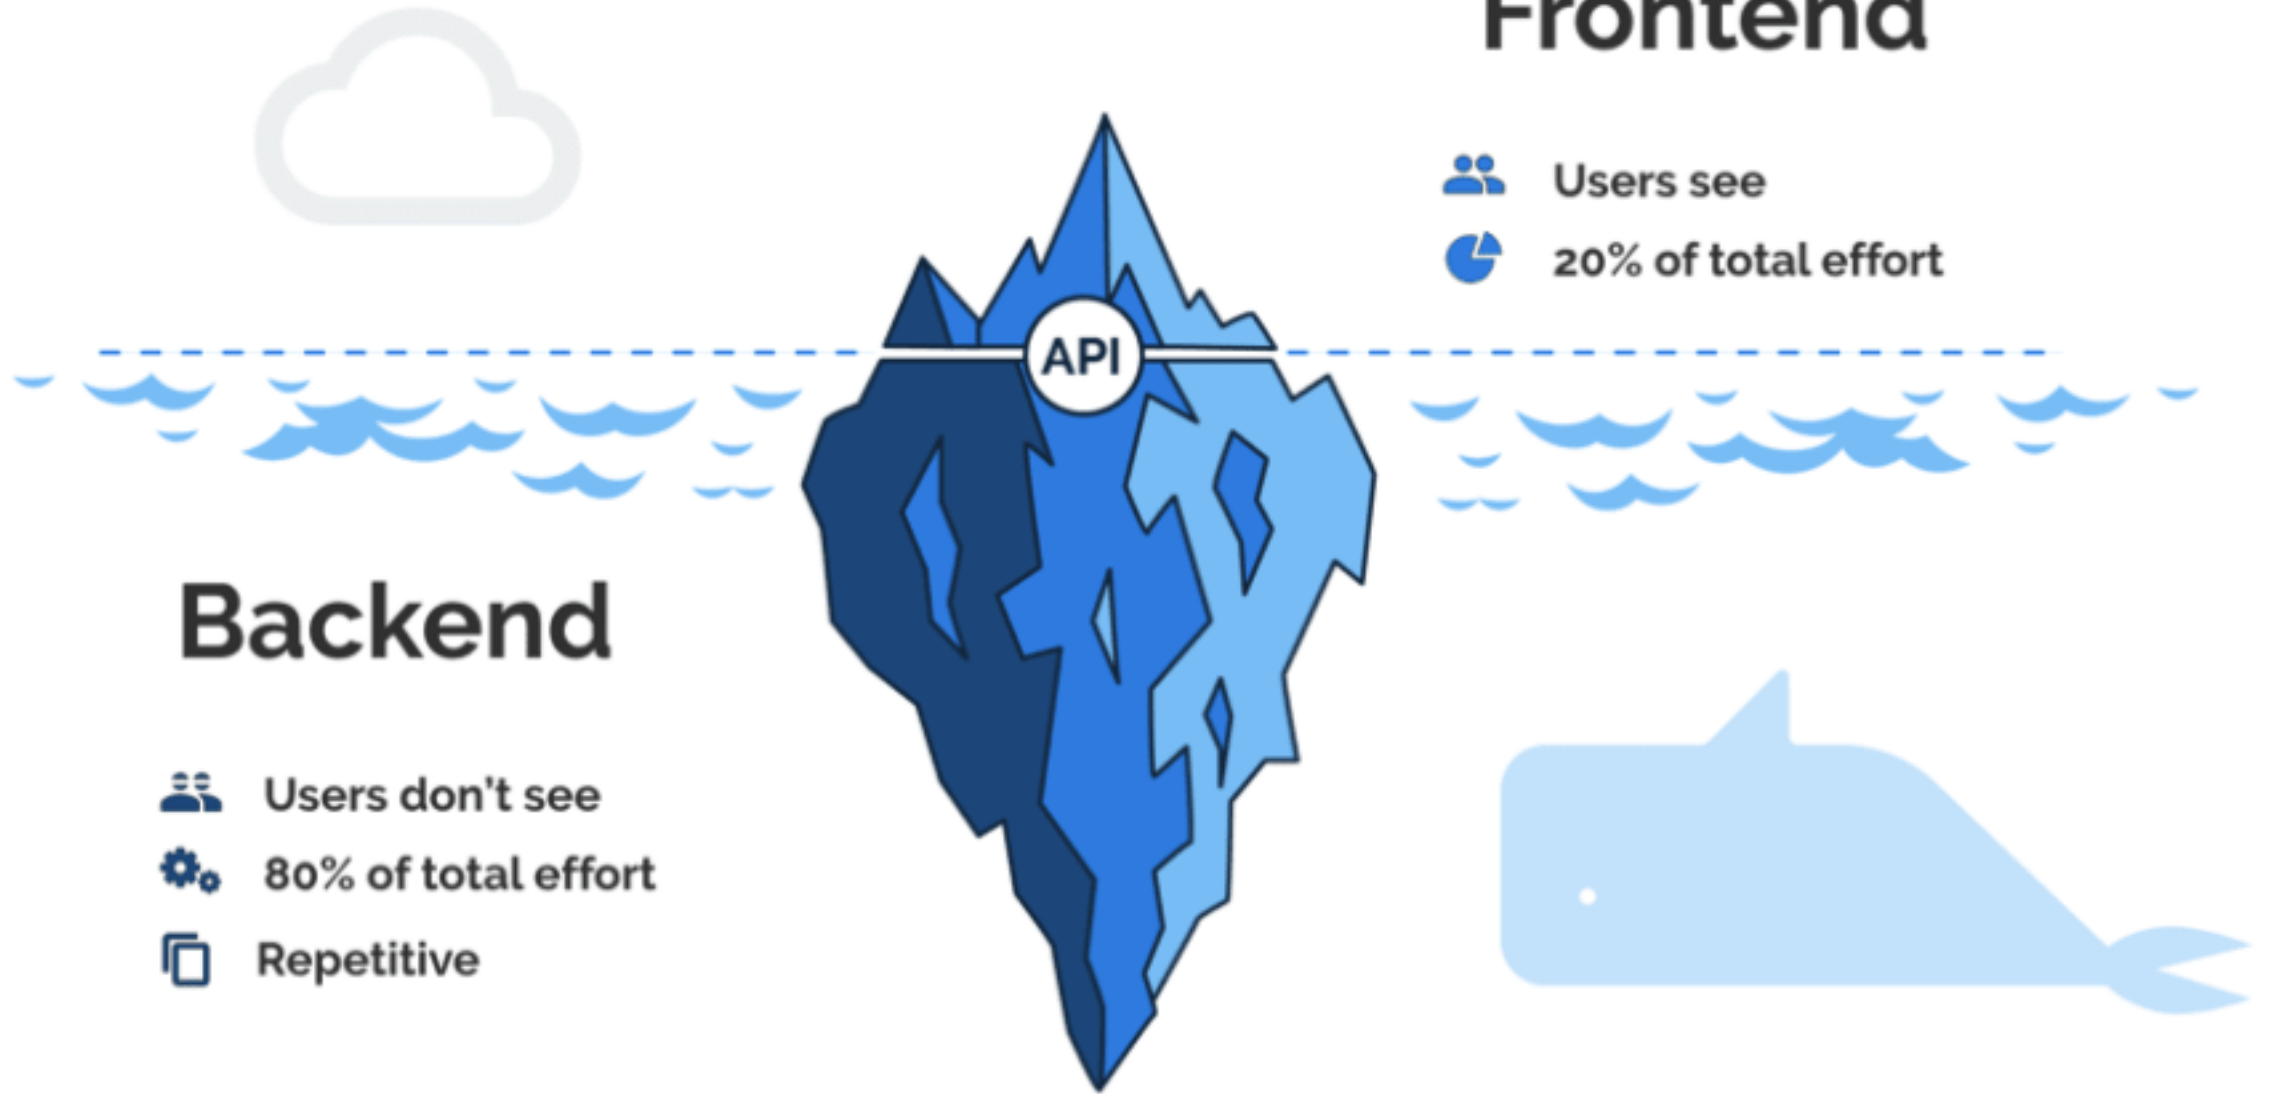 Frontend
Users see
20% of total effort
API
Backend
Users don't see
80% of total effort
Repetitive